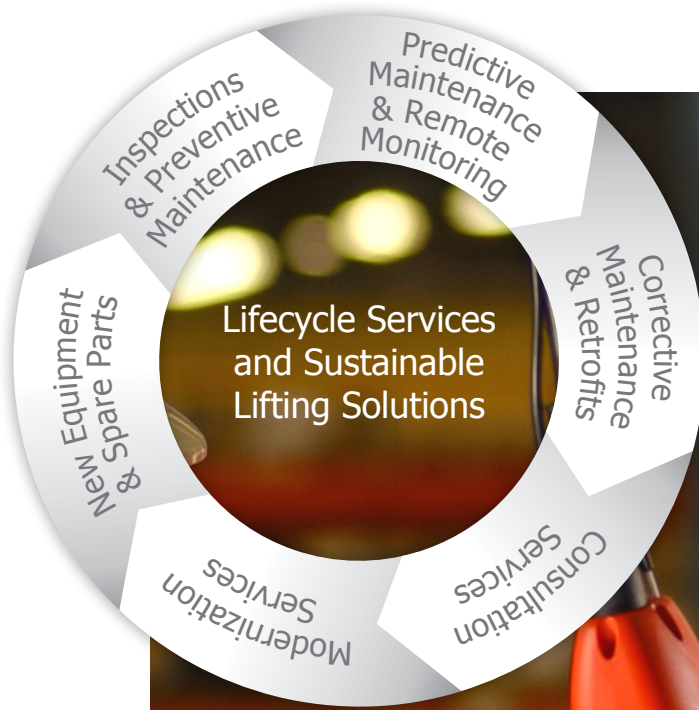 Predictive
Maintenance
& Remote
Monitoring
Corrective
Maintenance
& Retrofits
Consultation
Services
Modernization
Services
New Equipment
& Spare Parts
Inspections
& Preventive
Maintenance
Lifecycle Services
and Sustainable
Lifting Solutions